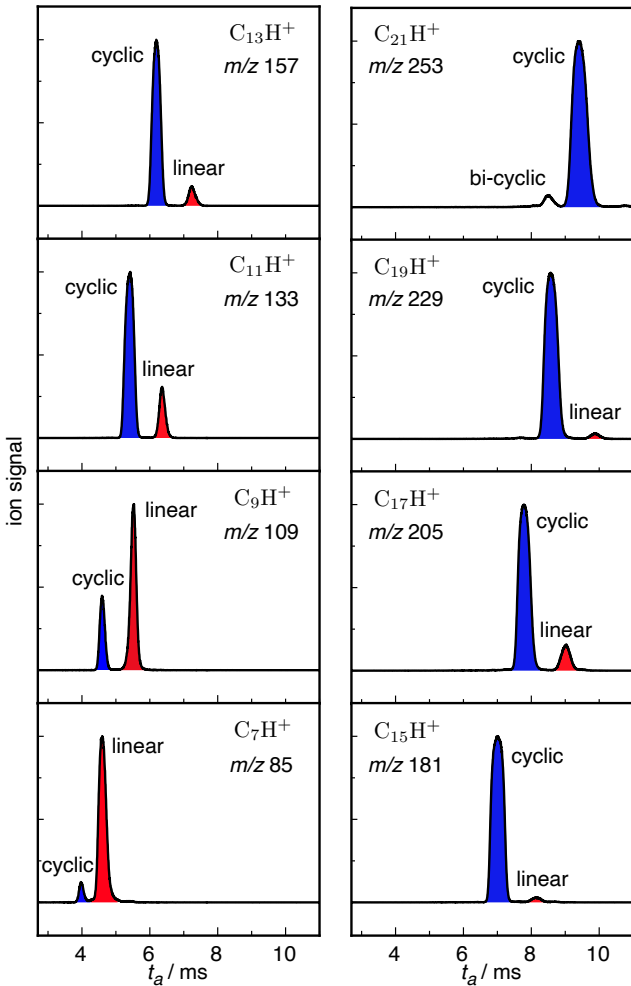 C₁₃H⁺
cyclic
m/z 157
linear
C₁₁H⁺
cyclic
m/z 133
linear
C₉H⁺
linear
m/z 109
cyclic
C₇H⁺
linear
m/z 85
cyclic
4 6 8 10
tₐ / ms
ion signal
C₂₁H⁺
cyclic
m/z 253
bi-cyclic
C₁₉H⁺
cyclic
m/z 229
linear
C₁₇H⁺
cyclic
m/z 205
linear
C₁₅H⁺
cyclic
m/z 181
linear
4 6 8 10
tₐ / ms